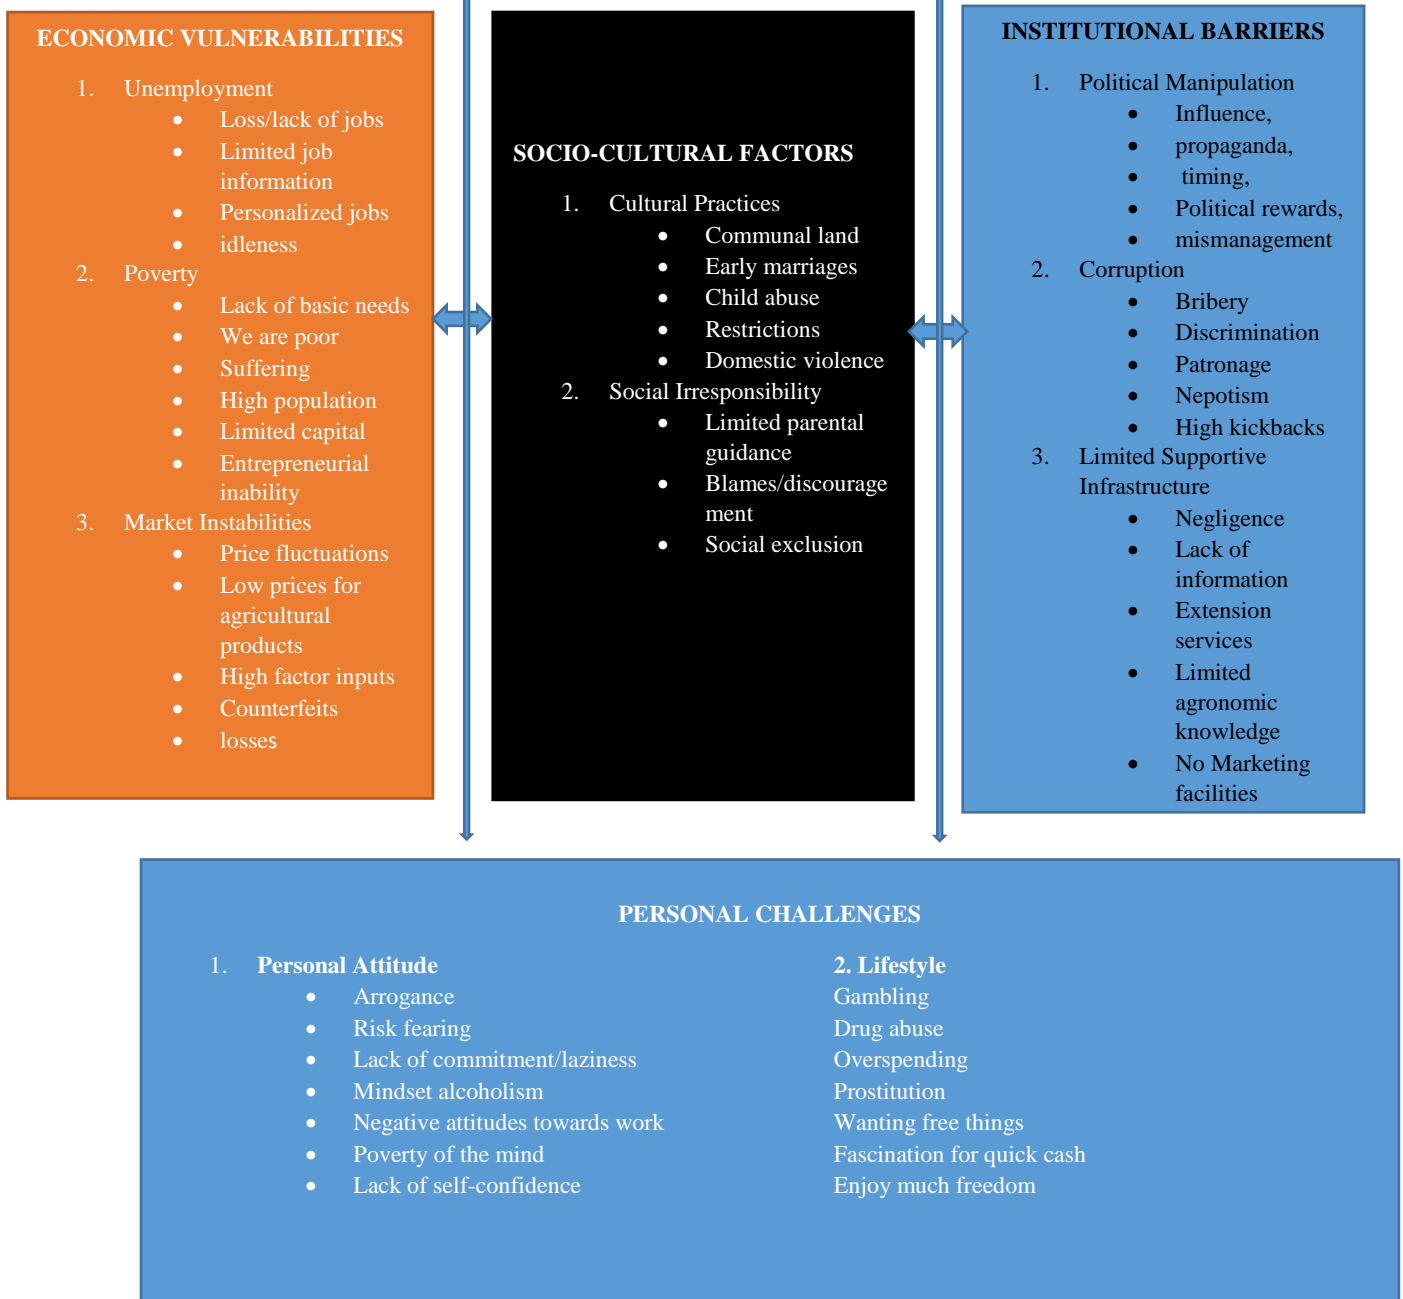 ECONOMIC VULNERABILITIES
1. Unemployment
• Loss/lack of jobs
• Limited job
information
• Personalized jobs
• idleness
2. Poverty
• Lack of basic needs
• We are poor
• Suffering
• High population
• Limited capital
• Entrepreneurial
inability
3. Market Instabilities
• Price fluctuations
• Low prices for
agricultural
products
• High factor inputs
• Counterfeits
• losses
SOCIO-CULTURAL FACTORS
1. Cultural Practices
• Communal land
• Early marriages
• Child abuse
• Restrictions
• Domestic violence
2. Social Irresponsibility
• Limited parental
guidance
• Blames/discourage
ment
• Social exclusion
INSTITUTIONAL BARRIERS
1. Political Manipulation
• Influence,
• propaganda,
• timing,
• Political rewards,
• mismanagement
2. Corruption
• Bribery
• Discrimination
• Patronage
• Nepotism
• High kickbacks
3. Limited Supportive
Infrastructure
• Negligence
• Lack of
information
• Extension
services
• Limited
agronomic
knowledge
• No Marketing
facilities
PERSONAL CHALLENGES
1. Personal Attitude
• Arrogance
• Risk fearing
• Lack of commitment/laziness
• Mindset alcoholism
• Negative attitudes towards work
• Poverty of the mind
• Lack of self-confidence
2. Lifestyle
Gambling
Drug abuse
Overspending
Prostitution
Wanting free things
Fascination for quick cash
Enjoy much freedom